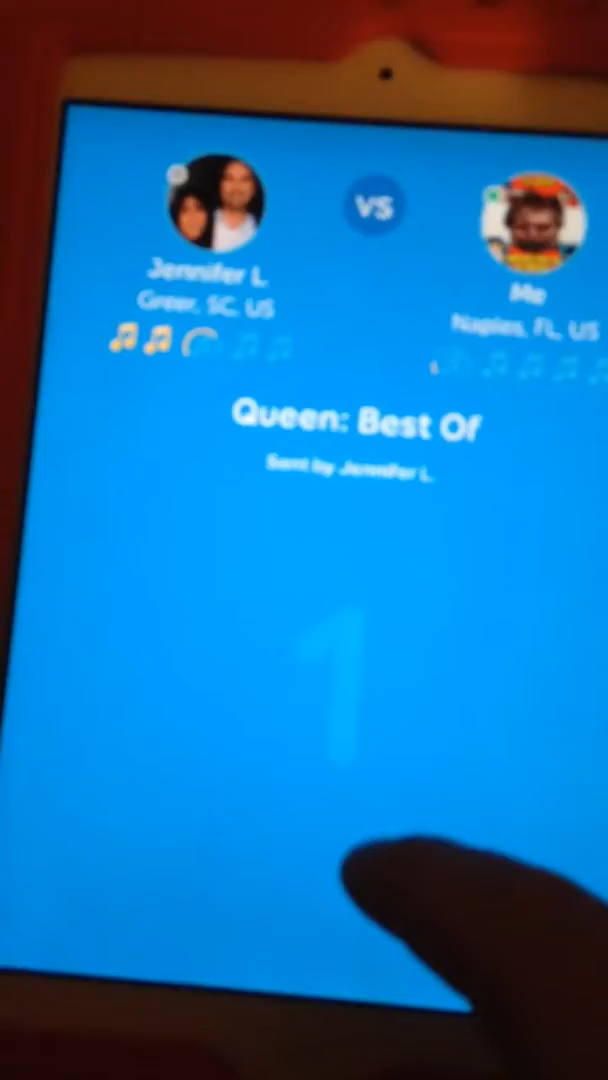 VS
Jennifer L.
Greer, SC, US
Me
Naples, FL, US
Queen: Best Of
Sent by Jennifer L.
1